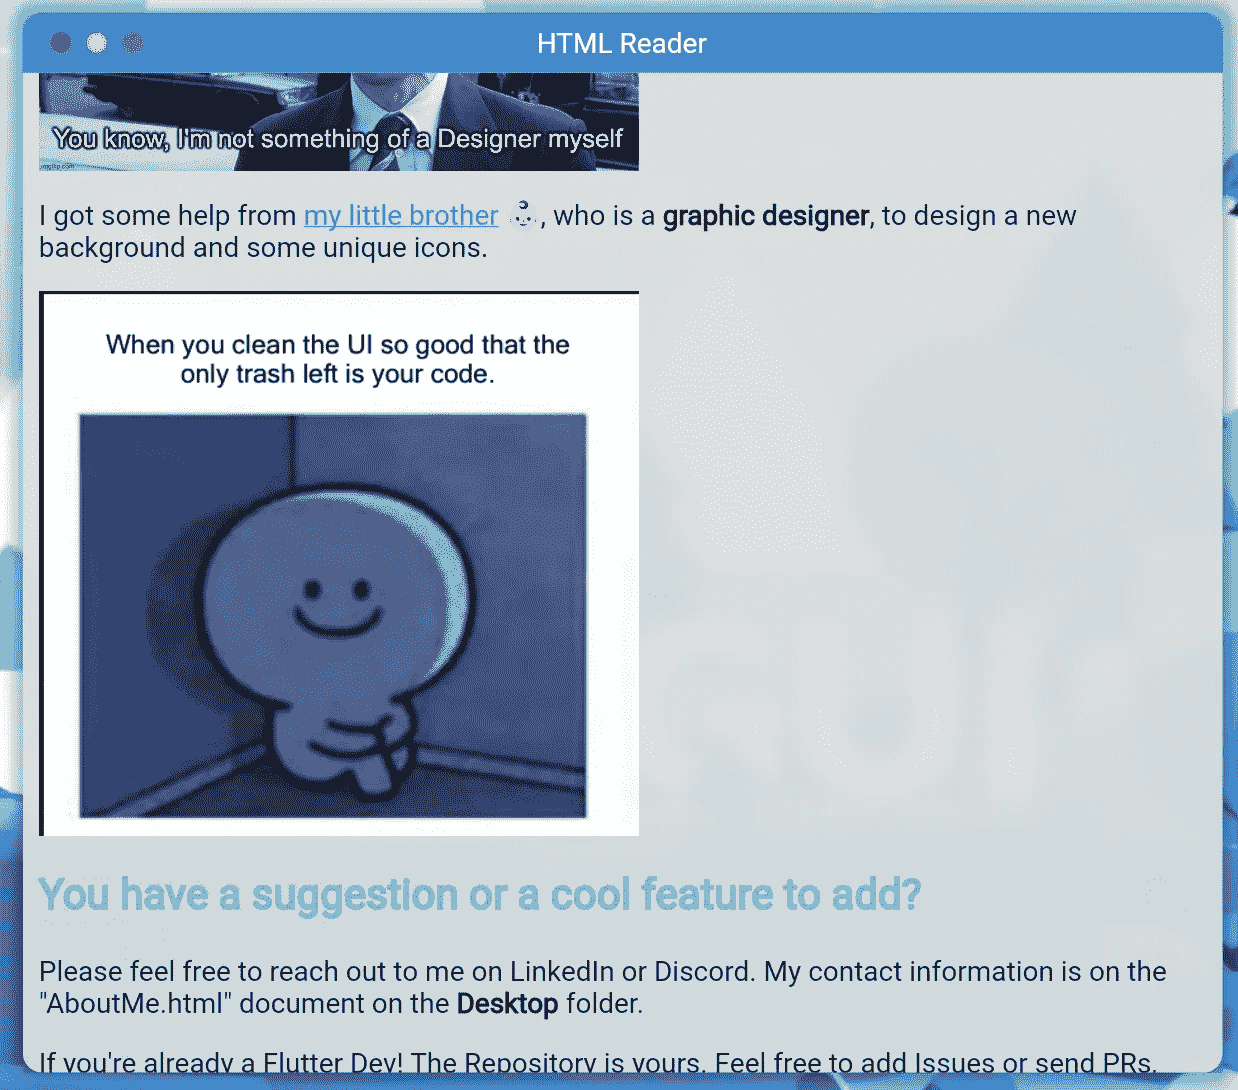 HTML Reader
You know, I'm not something of a Designer myself
imgflip.com
I got some help from my little brother 👶, who is a graphic designer, to design a new
background and some unique icons.
When you clean the UI so good that the
only trash left is your code.
You have a suggestion or a cool feature to add?
Please feel free to reach out to me on LinkedIn or Discord. My contact information is on the
"AboutMe.html" document on the Desktop folder.
If you're already a Flutter Dev! The Repository is yours. Feel free to add Issues or send PRs.